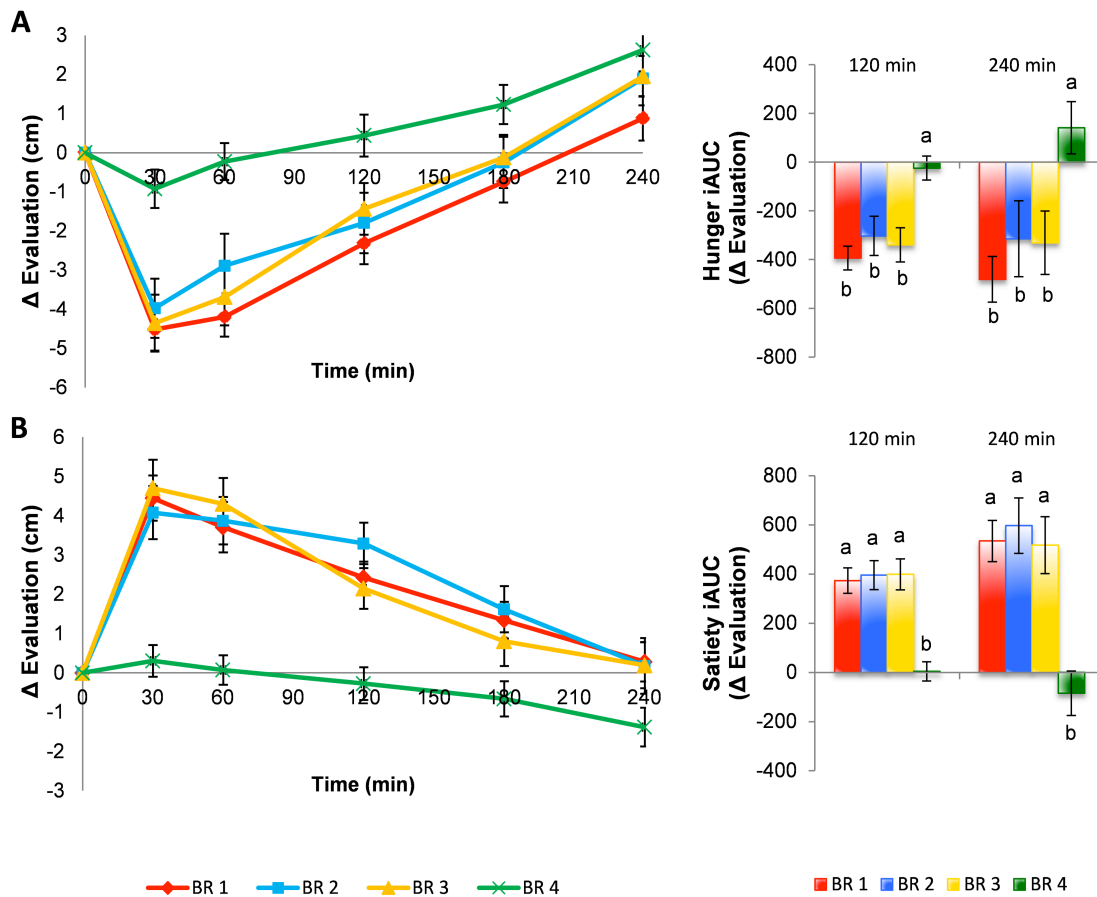 A
3
2
1
0
-1
-2
-3
-4
-5
-6
Δ Evaluation (cm)
0 30 60 90 120 150 180 210 240
Time (min)
400
200
0
-200
-400
-600
-800
Hunger iAUC
(Δ Evaluation)
120 min 240 min
a a
b b b b b b
B
6
5
4
3
2
1
0
-1
-2
-3
Δ Evaluation (cm)
0 30 60 90 120 150 180 210 240
Time (min)
800
600
400
200
0
-200
-400
Satiety iAUC
(Δ Evaluation)
120 min 240 min
a a a b a a a b
BR 1 BR 2 BR 3 BR 4
BR 1 BR 2 BR 3 BR 4